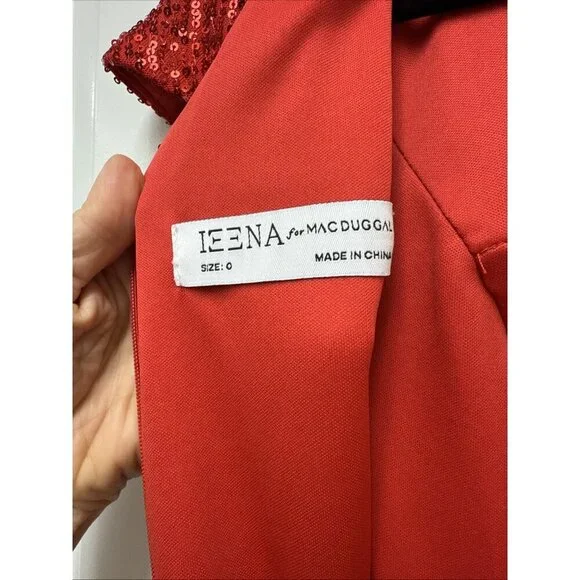 IEENA for MAC DUGGAL
SIZE: 0
MADE IN CHINA